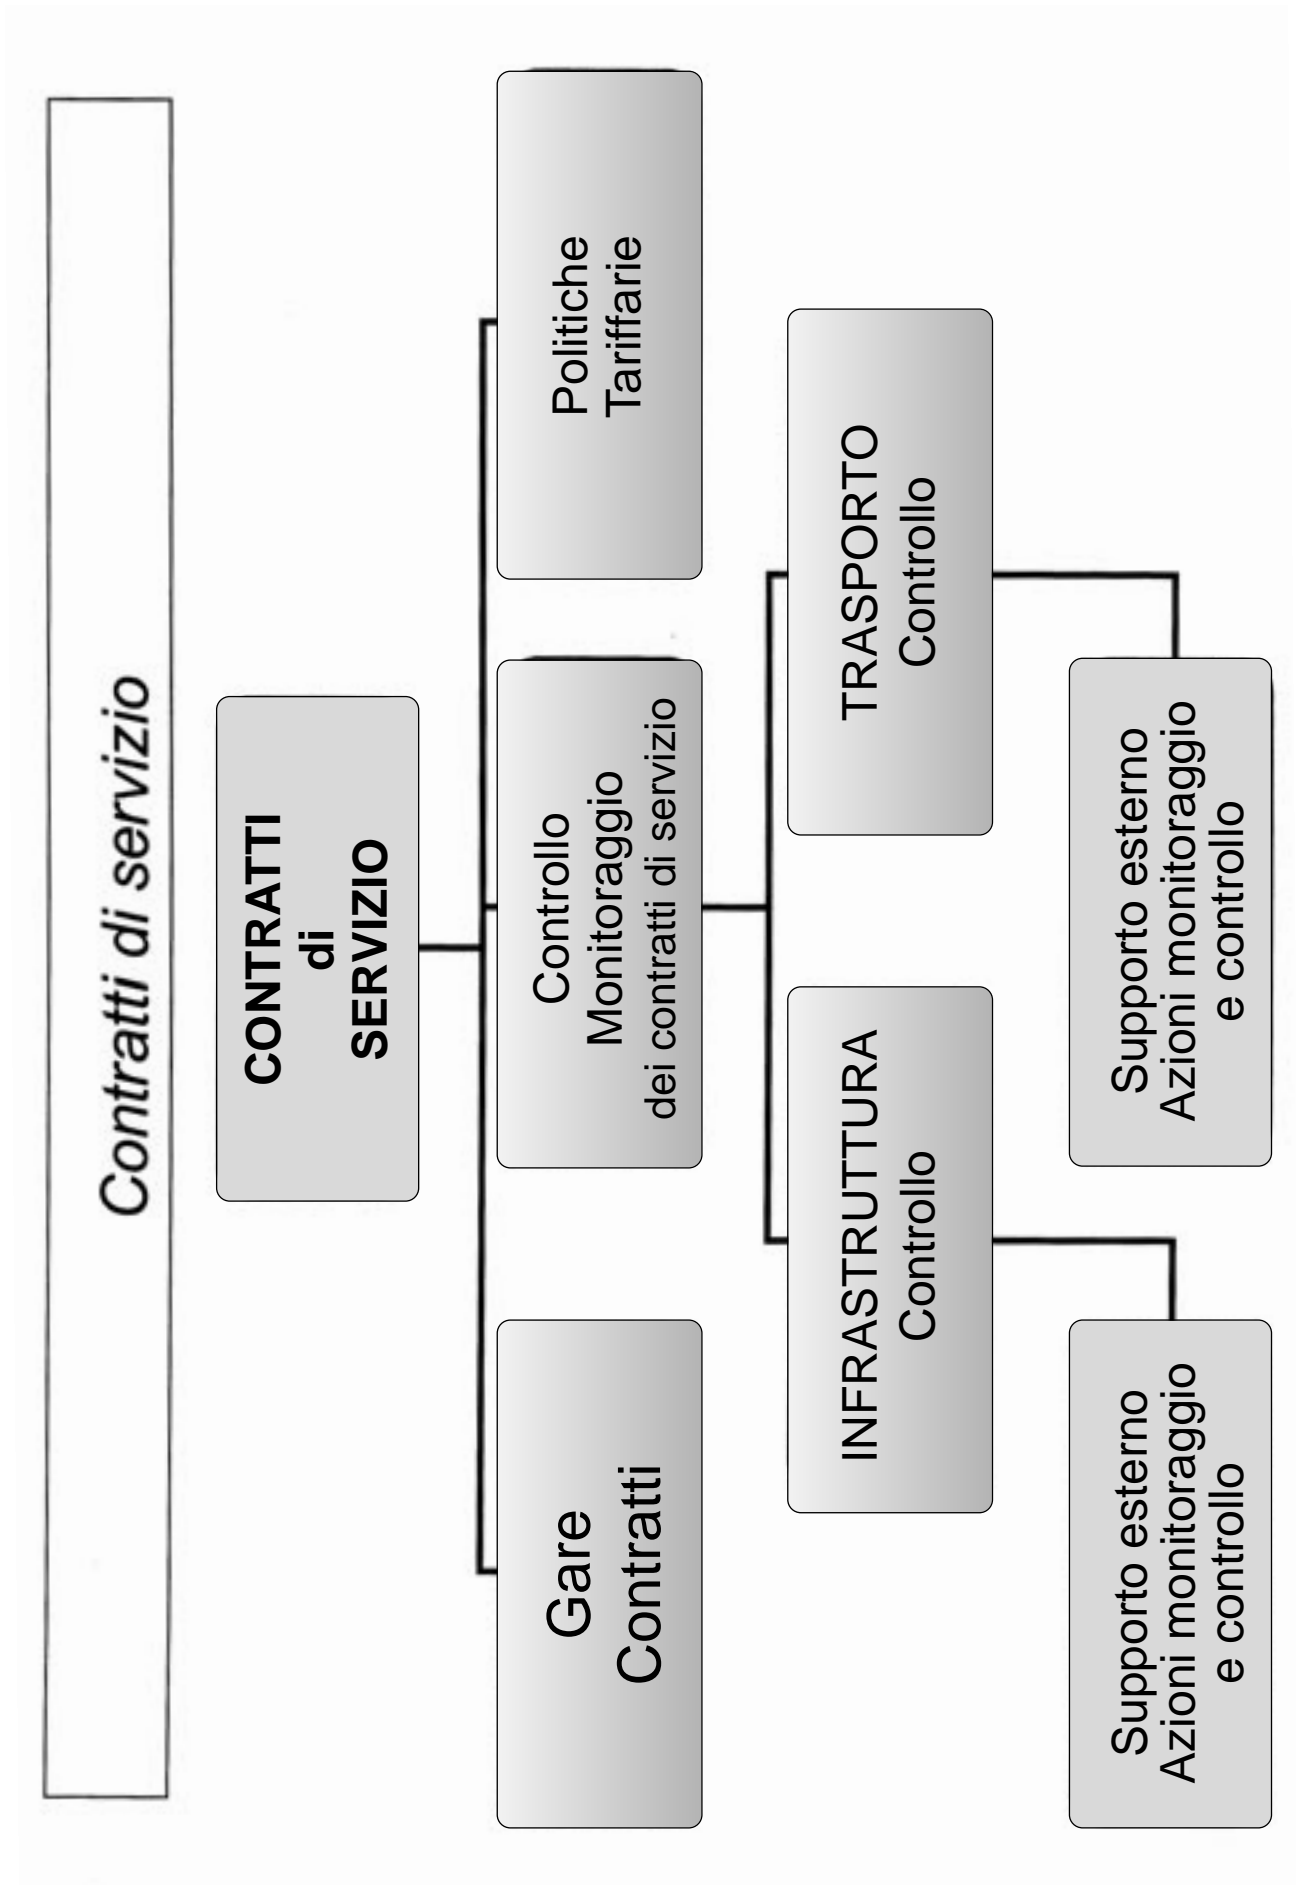 Contratti di servizio
CONTRATTI
di
SERVIZIO
Gare
Contratti
Controllo
Monitoraggio
dei contratti di servizio
Politiche
Tariffarie
INFRASTRUTTURA
Controllo
TRASPORTO
Controllo
Supporto esterno
Azioni monitoraggio
e controllo
Supporto esterno
Azioni monitoraggio
e controllo